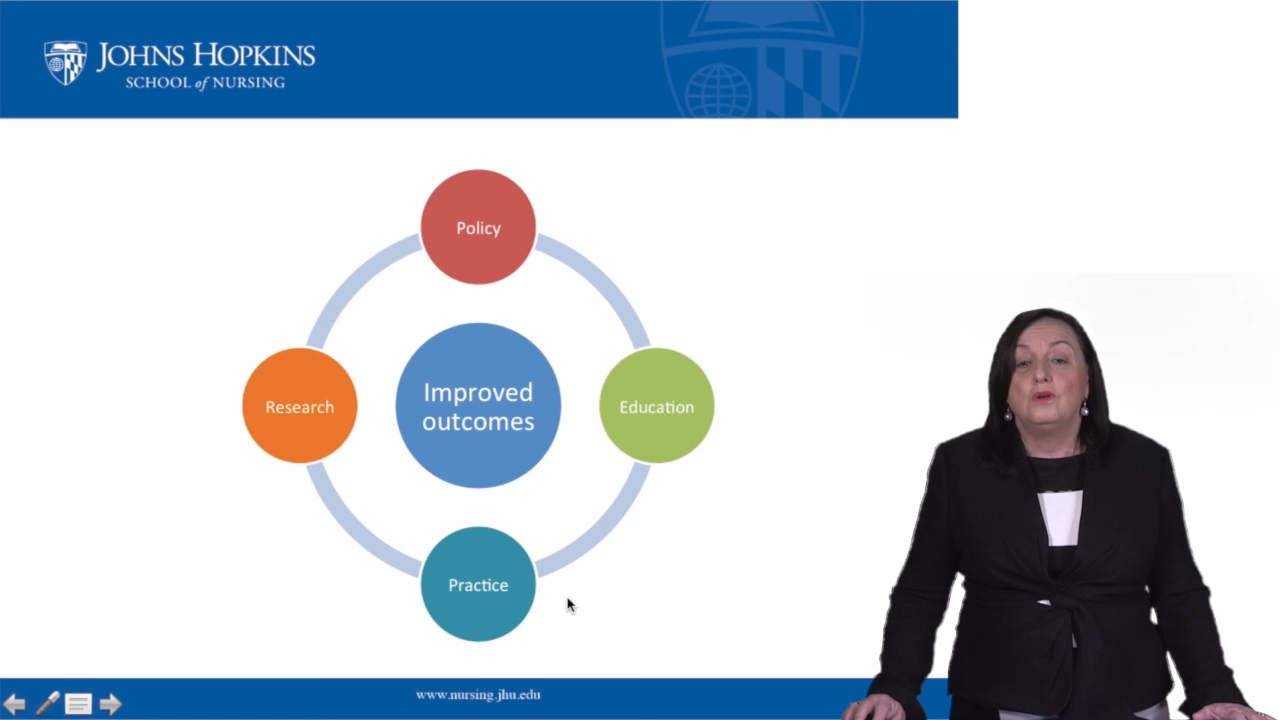 JOHNS HOPKINS
SCHOOL of NURSING
Policy
Research
Improved
outcomes
Education
Practice
www.nursing.jhu.edu